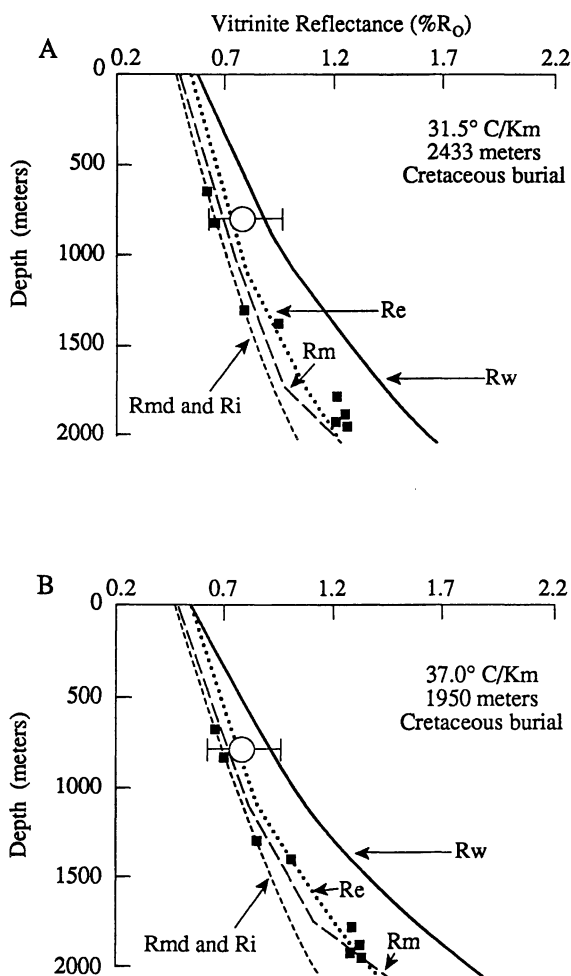 Vitrinite Reflectance (%Ro)
A
0.2 0.7 1.2 1.7 2.2
0
500
1000
1500
2000
Depth (meters)
31.5° C/Km
2433 meters
Cretaceous burial
Re
Rm
Rw
Rmd and Ri
B
0.2 0.7 1.2 1.7 2.2
0
500
1000
1500
2000
Depth (meters)
37.0° C/Km
1950 meters
Cretaceous burial
Rw
Re
Rm
Rmd and Ri